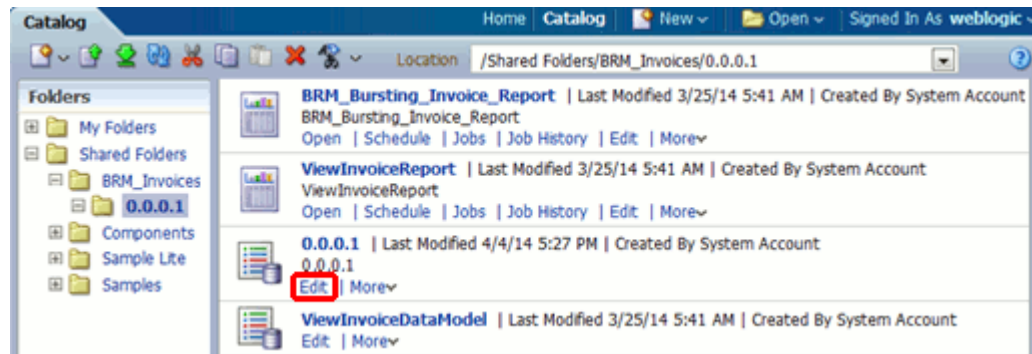 Catalog
Home Catalog New Open Signed In As weblogic
Location /Shared Folders/BRM_Invoices/0.0.0.1
Folders
My Folders
Shared Folders
BRM_Invoices
0.0.0.1
Components
Sample Lite
Samples
BRM_Bursting_Invoice_Report | Last Modified 3/25/14 5:41 AM | Created By System Account
BRM_Bursting_Invoice_Report
Open | Schedule | Jobs | Job History | Edit | More
ViewInvoiceReport | Last Modified 3/25/14 5:41 AM | Created By System Account
ViewInvoiceReport
Open | Schedule | Jobs | Job History | Edit | More
0.0.0.1 | Last Modified 4/4/14 5:27 PM | Created By System Account
0.0.0.1
Edit | More
ViewInvoiceDataModel | Last Modified 3/25/14 5:41 AM | Created By System Account
Edit | More